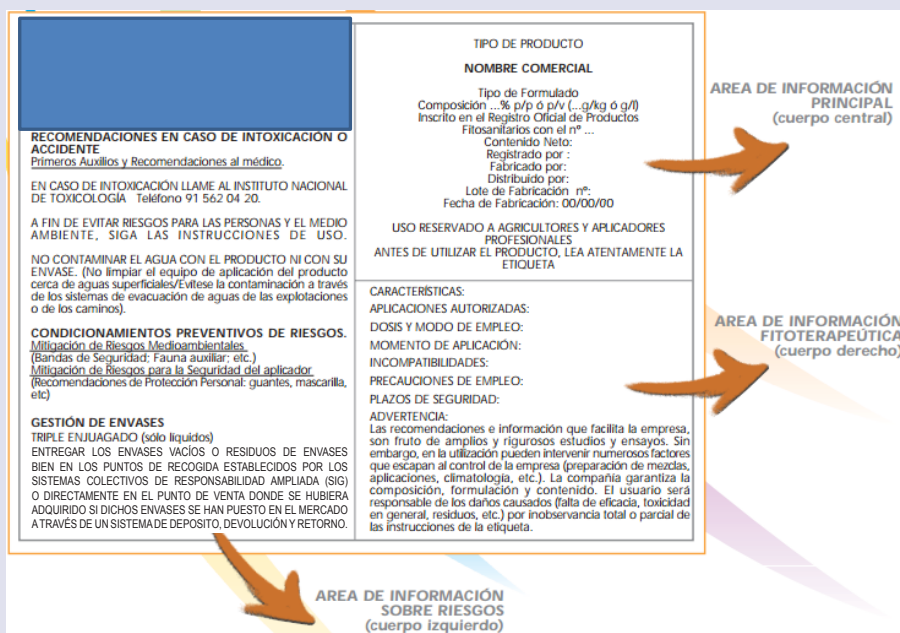 RECOMENDACIONES EN CASO DE INTOXICACIÓN O
ACCIDENTE
Primeros Auxilios y Recomendaciones al médico.
EN CASO DE INTOXICACIÓN LLAME AL INSTITUTO NACIONAL
DE TOXICOLOGÍA Teléfono 91 562 04 20.
A FIN DE EVITAR RIESGOS PARA LAS PERSONAS Y EL MEDIO
AMBIENTE, SIGA LAS INSTRUCCIONES DE USO.
NO CONTAMINAR EL AGUA CON EL PRODUCTO NI CON SU
ENVASE. (No limpiar el equipo de aplicación del producto
cerca de aguas superficiales/Evítese la contaminación a través
de los sistemas de evacuación de aguas de las explotaciones
o de los caminos).
CONDICIONAMIENTOS PREVENTIVOS DE RIESGOS.
Mitigación de Riesgos Medioambientales
(Bandas de Seguridad; Fauna auxiliar; etc.)
Mitigación de Riesgos para la Seguridad del aplicador
(Recomendaciones de Protección Personal: guantes, mascarilla,
etc)
GESTIÓN DE ENVASES
TRIPLE ENJUAGADO (sólo líquidos)
ENTREGAR LOS ENVASES VACÍOS O RESIDUOS DE ENVASES
BIEN EN LOS PUNTOS DE RECOGIDA ESTABLECIDOS POR LOS
SISTEMAS COLECTIVOS DE RESPONSABILIDAD AMPLIADA (SIG)
O DIRECTAMENTE EN EL PUNTO DE VENTA DONDE SE HUBIERA
ADQUIRIDO SI DICHOS ENVASES SE HAN PUESTO EN EL MERCADO
A TRAVÉS DE UN SISTEMA DE DEPOSITO, DEVOLUCIÓN Y RETORNO.
TIPO DE PRODUCTO
NOMBRE COMERCIAL
Tipo de Formulado
Composición ...% p/p ó p/v (...g/kg ó g/l)
Inscrito en el Registro Oficial de Productos
Fitosanitarios con el nº ...
Contenido Neto:
Registrado por :
Fabricado por:
Distribuido por:
Lote de Fabricación nº:
Fecha de Fabricación: 00/00/00
USO RESERVADO A AGRICULTORES Y APLICADORES
PROFESIONALES
ANTES DE UTILIZAR EL PRODUCTO, LEA ATENTAMENTE LA
ETIQUETA
CARACTERÍSTICAS:
APLICACIONES AUTORIZADAS:
DOSIS Y MODO DE EMPLEO:
MOMENTO DE APLICACIÓN:
INCOMPATIBILIDADES:
PRECAUCIONES DE EMPLEO:
PLAZOS DE SEGURIDAD:
ADVERTENCIA:
Las recomendaciones e información que facilita la empresa,
son fruto de amplios y rigurosos estudios y ensayos. Sin
embargo, en la utilización pueden intervenir numerosos factores
que escapan al control de la empresa (preparación de mezclas,
aplicaciones, climatología, etc.). La compañía garantiza la
composición, formulación y contenido. El usuario será
responsable de los daños causados (falta de eficacia, toxicidad
en general, residuos, etc.) por inobservancia total o parcial de
las instrucciones de la etiqueta.
AREA DE INFORMACIÓN
PRINCIPAL
(cuerpo central)
AREA DE INFORMACIÓN
FITOTERAPEÚTICA
(cuerpo derecho)
AREA DE INFORMACIÓN
SOBRE RIESGOS
(cuerpo izquierdo)